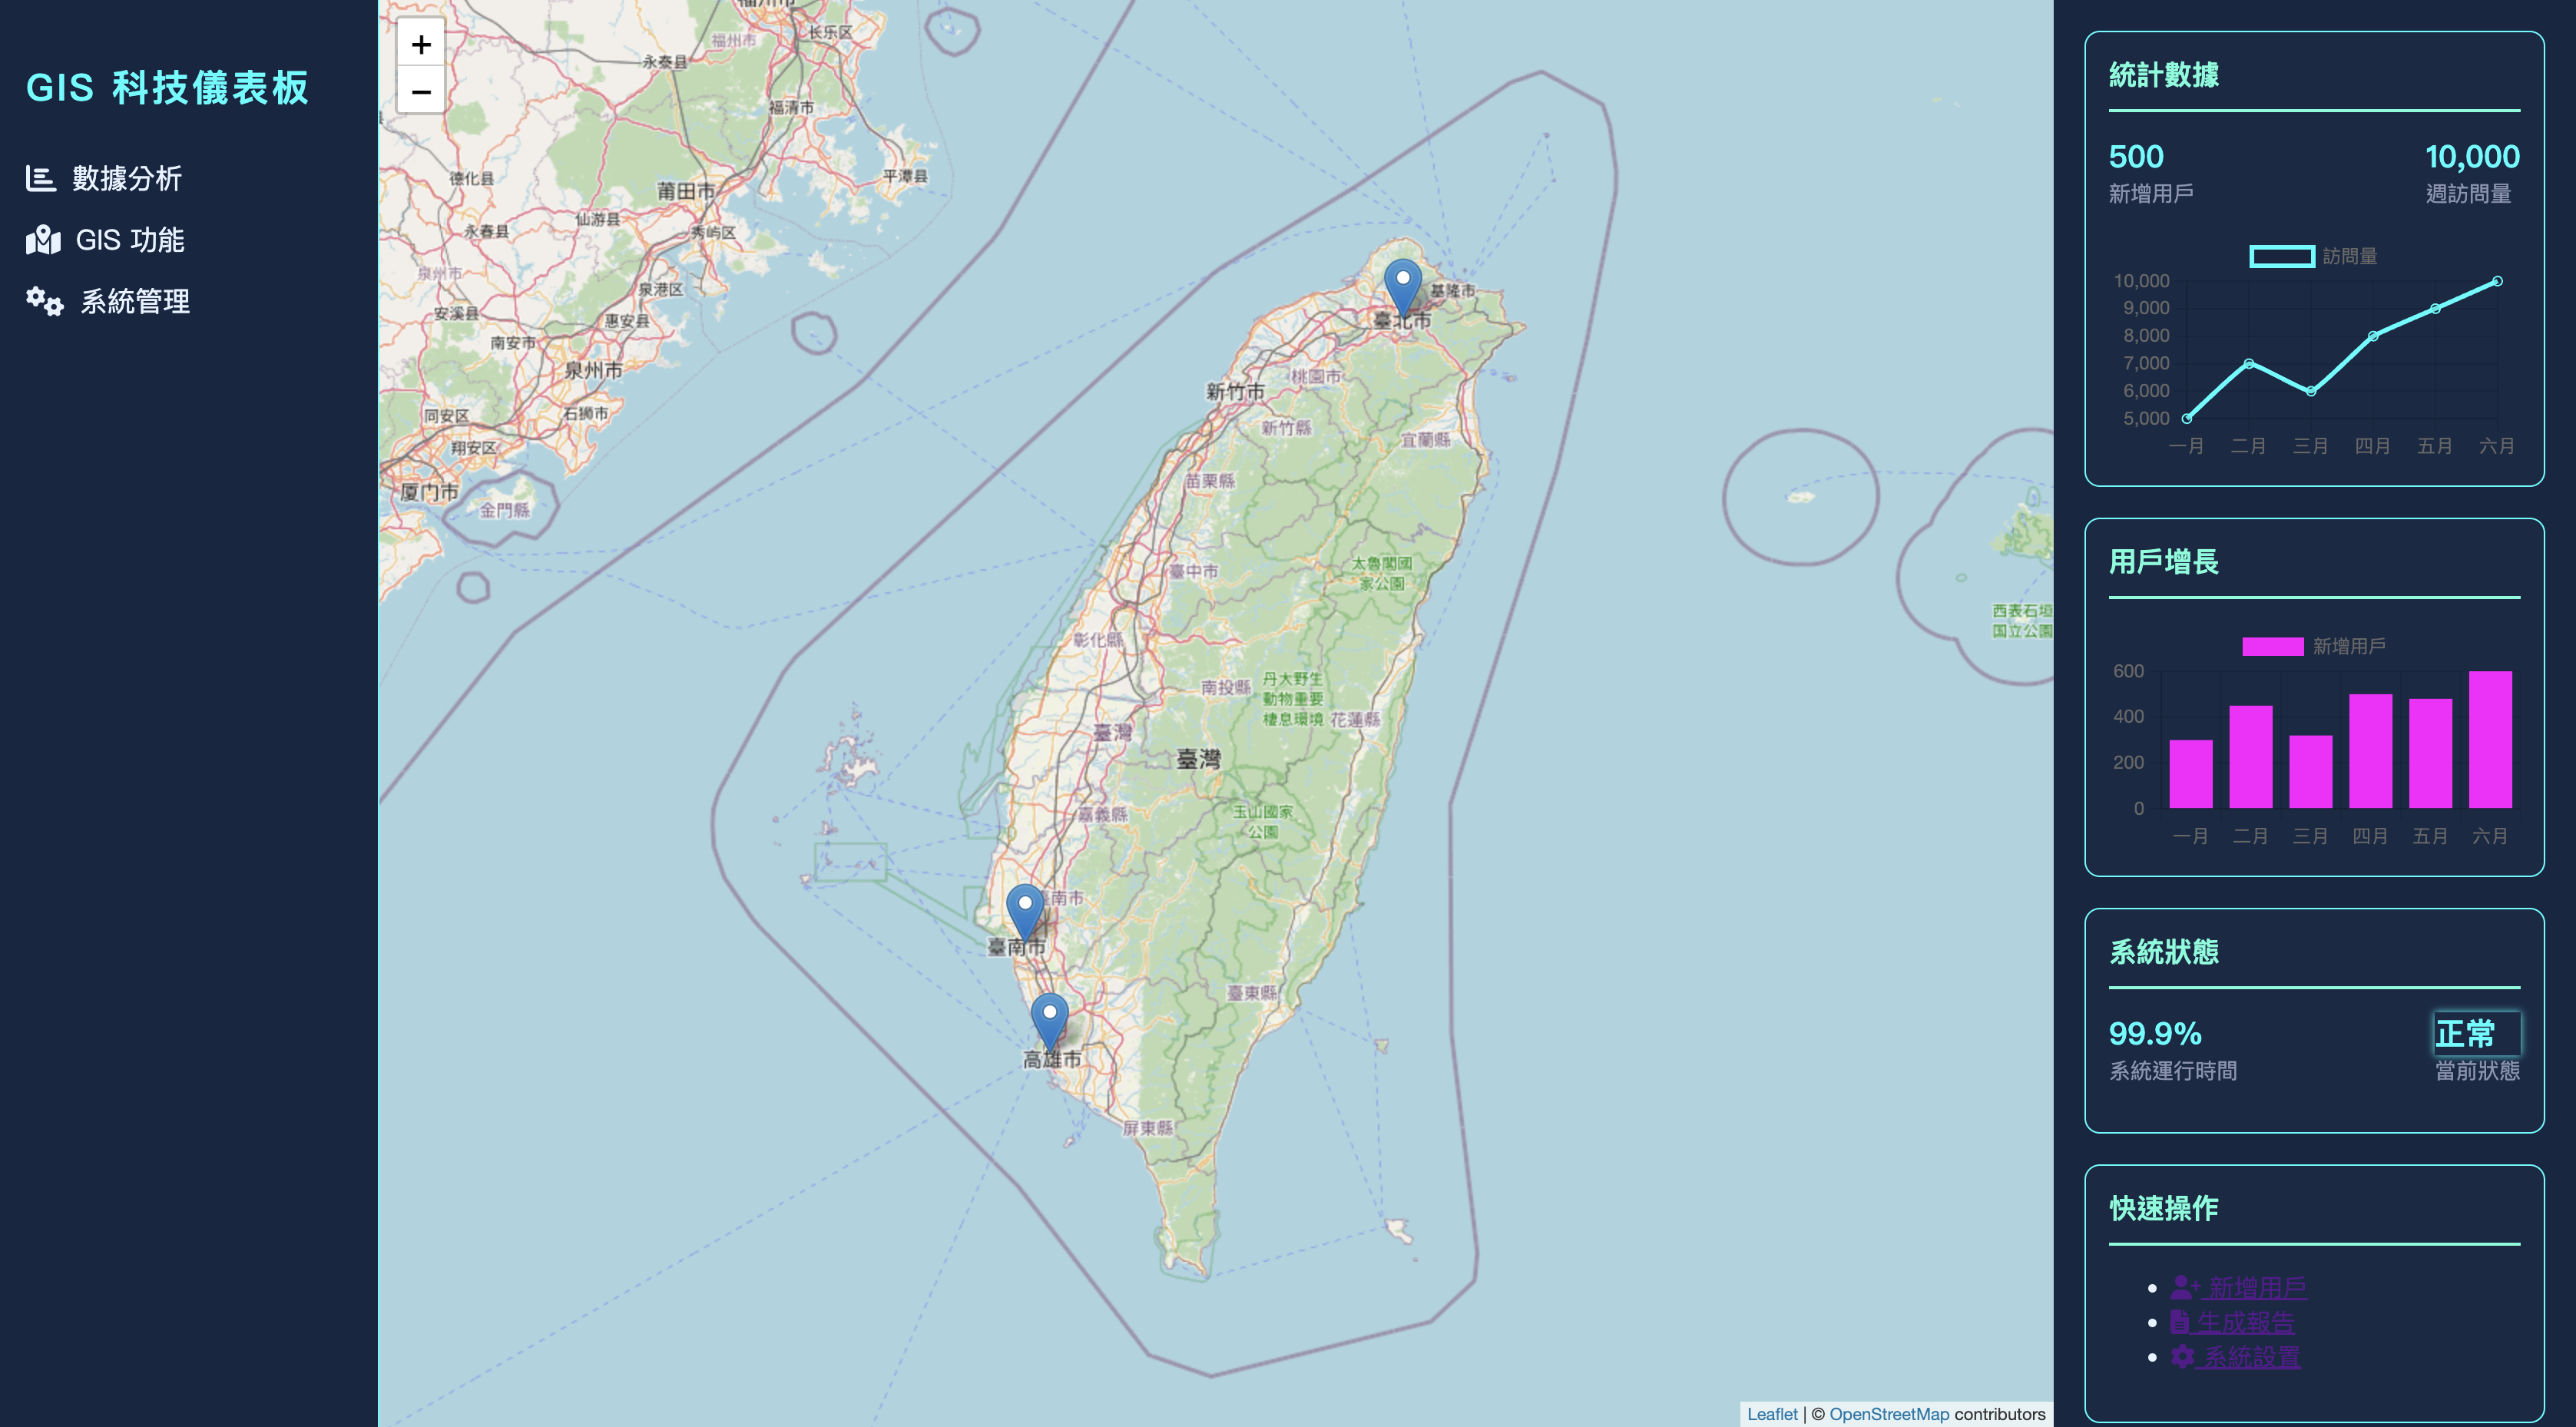 GIS 科技儀表板
數據分析
GIS 功能
系統管理
+
−
福州市
福州市
长乐区
永泰县
福清市
平潭县
德化县
莆田市
仙游县
永春县
秀屿区
泉州市
泉港区
安溪县
惠安县
南安市
泉州市
同安区
石狮市
翔安区
厦门市
金門縣
基隆市
臺北市
桃園市
新竹市
新竹縣
宜蘭縣
苗栗縣
太魯閣國
家公園
臺中市
彰化縣
南投縣
丹大野生
動物重要
棲息環境
花蓮縣
臺灣
臺灣
嘉義縣
玉山國家
公園
臺南市
臺南市
臺東縣
高雄市
屏東縣
西表石垣
国立公園
Leaflet | © OpenStreetMap contributors
統計數據
500
新增用戶
10,000
週訪問量
訪問量
10,000
9,000
8,000
7,000
6,000
5,000
一月 二月 三月 四月 五月 六月
用戶增長
新增用戶
600
400
200
0
一月 二月 三月 四月 五月 六月
系統狀態
99.9%
系統運行時間
正常
當前狀態
快速操作
新增用戶
生成報告
系統設置